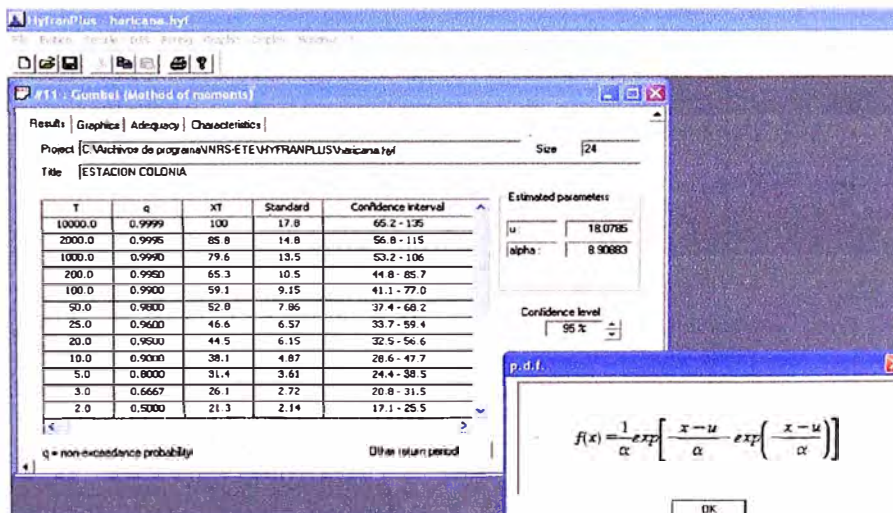 HyfranPlus - haricana.hyf
#11 : Gumbel (Method of moments)
Results Graphics Adequacy Characteristics
Project C:\Archivos de programa\INRS-ETE\HYFRANPLUS\haricana.hyf Size 24
Title ESTACION COLONIA
T q XT Standard Confidence interval
10000.0 0.9999 100 17.8 65.2 - 135
2000.0 0.9995 85.8 14.8 56.8 - 115
1000.0 0.9990 79.6 13.5 53.2 - 106
200.0 0.9950 65.3 10.5 44.8 - 85.7
100.0 0.9900 59.1 9.15 41.1 - 77.0
50.0 0.9800 52.8 7.86 37.4 - 68.2
25.0 0.9600 46.6 6.57 33.7 - 59.4
20.0 0.9500 44.5 6.15 32.5 - 56.6
10.0 0.9000 38.1 4.87 28.6 - 47.7
5.0 0.8000 31.4 3.61 24.4 - 38.5
3.0 0.6667 26.1 2.72 20.8 - 31.5
2.0 0.5000 21.3 2.14 17.1 - 25.5
q = non-exceedance probability Other return period
Estimated parameters
u : 18.0785
alpha : 8.90883
Confidence level
95 %
p.d.f.
f(x) = 1/α exp[ - x - u / α - exp( - x - u / α ) ]
OK